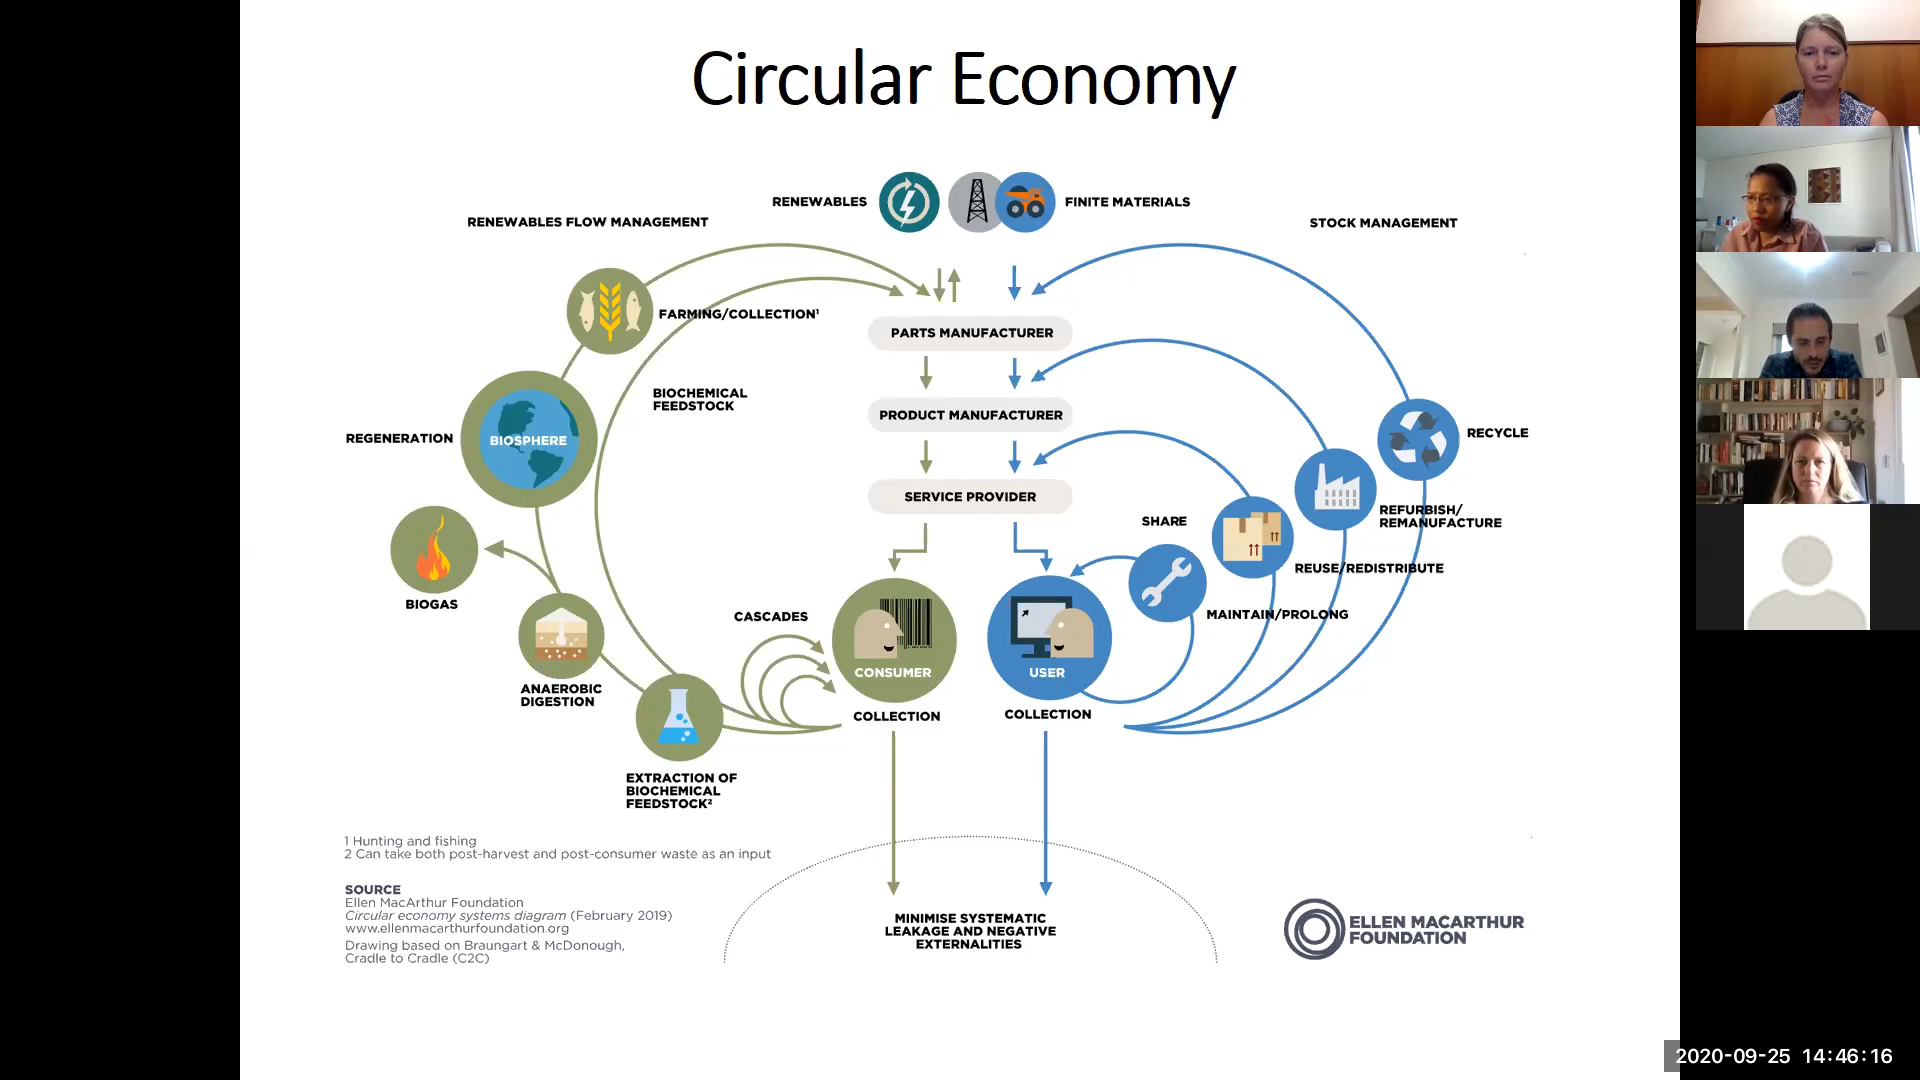 Circular Economy
RENEWABLES
FINITE MATERIALS
RENEWABLES FLOW MANAGEMENT
STOCK MANAGEMENT
FARMING/COLLECTION¹
PARTS MANUFACTURER
BIOCHEMICAL
FEEDSTOCK
PRODUCT MANUFACTURER
REGENERATION
BIOSPHERE
RECYCLE
SERVICE PROVIDER
SHARE
REFURBISH/
REMANUFACTURE
REUSE/REDISTRIBUTE
BIOGAS
CASCADES
MAINTAIN/PROLONG
CONSUMER
USER
ANAEROBIC
DIGESTION
COLLECTION
COLLECTION
EXTRACTION OF
BIOCHEMICAL
FEEDSTOCK²
1 Hunting and fishing
2 Can take both post-harvest and post-consumer waste as an input
SOURCE
Ellen MacArthur Foundation
Circular economy systems diagram (February 2019)
www.ellenmacarthurfoundation.org
Drawing based on Braungart & McDonough,
Cradle to Cradle (C2C)
MINIMISE SYSTEMATIC
LEAKAGE AND NEGATIVE
EXTERNALITIES
ELLEN MACARTHUR
FOUNDATION
2020-09-25 14:46:16